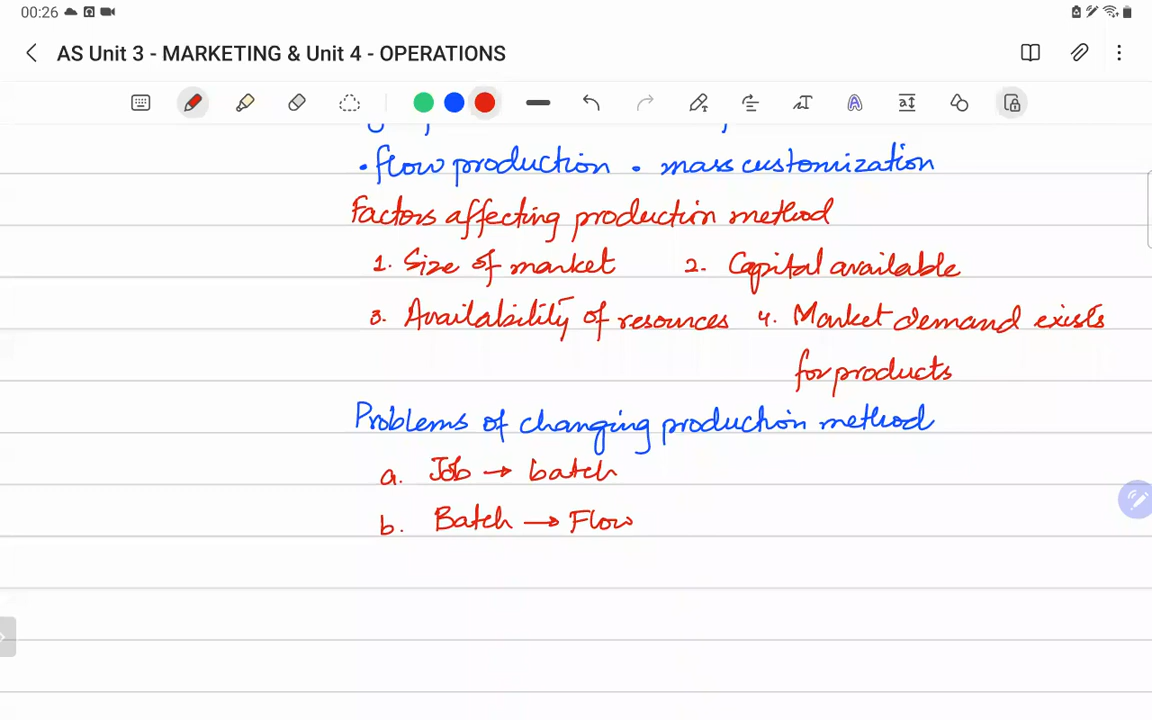 00:26
AS Unit 3 - MARKETING & Unit 4 - OPERATIONS
• flow production • mass customization
Factors affecting production method
1. Size of market 2. Capital available
3. Availability of resources 4. Market demand exists
for products
Problems of changing production method
a. Job → batch
b. Batch → Flow